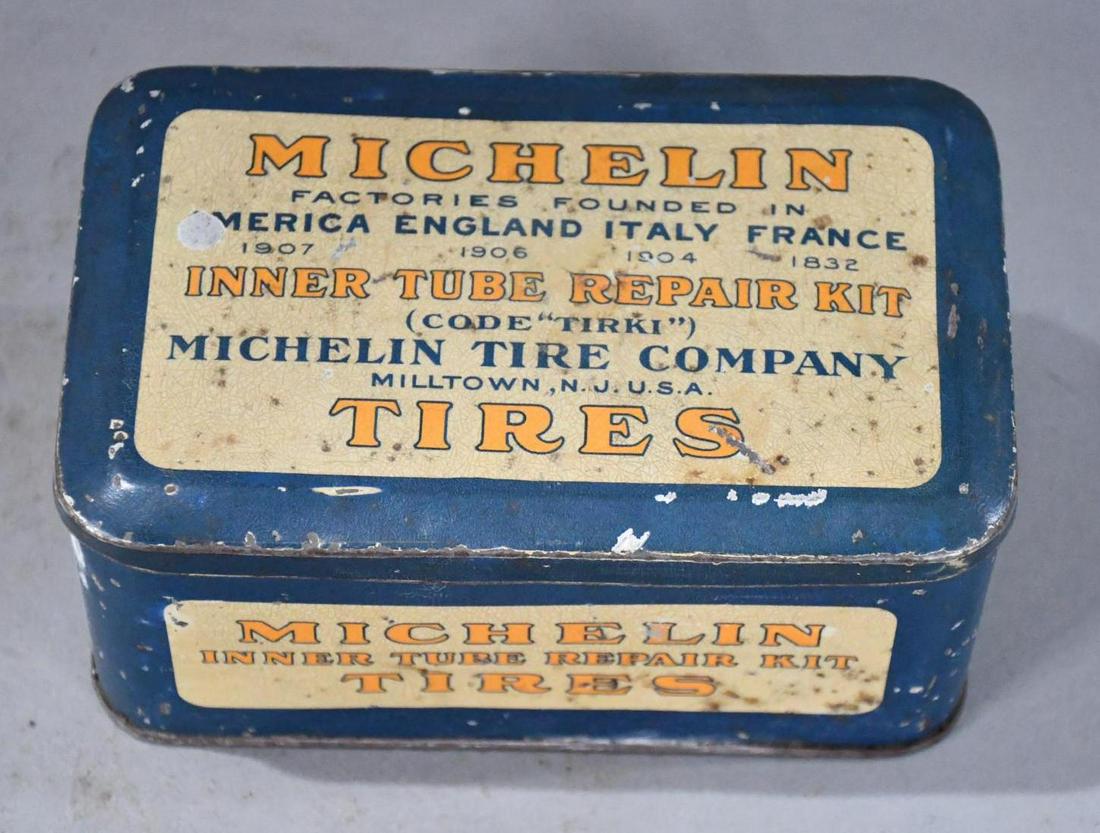 MICHELIN
FACTORIES FOUNDED IN
AMERICA ENGLAND ITALY FRANCE
1907 1906 1904 1832
INNER TUBE REPAIR KIT
(CODE "TIRKI")
MICHELIN TIRE COMPANY
MILLTOWN, N.J. U.S.A.
TIRES
MICHELIN
INNER TUBE REPAIR KIT
TIRES